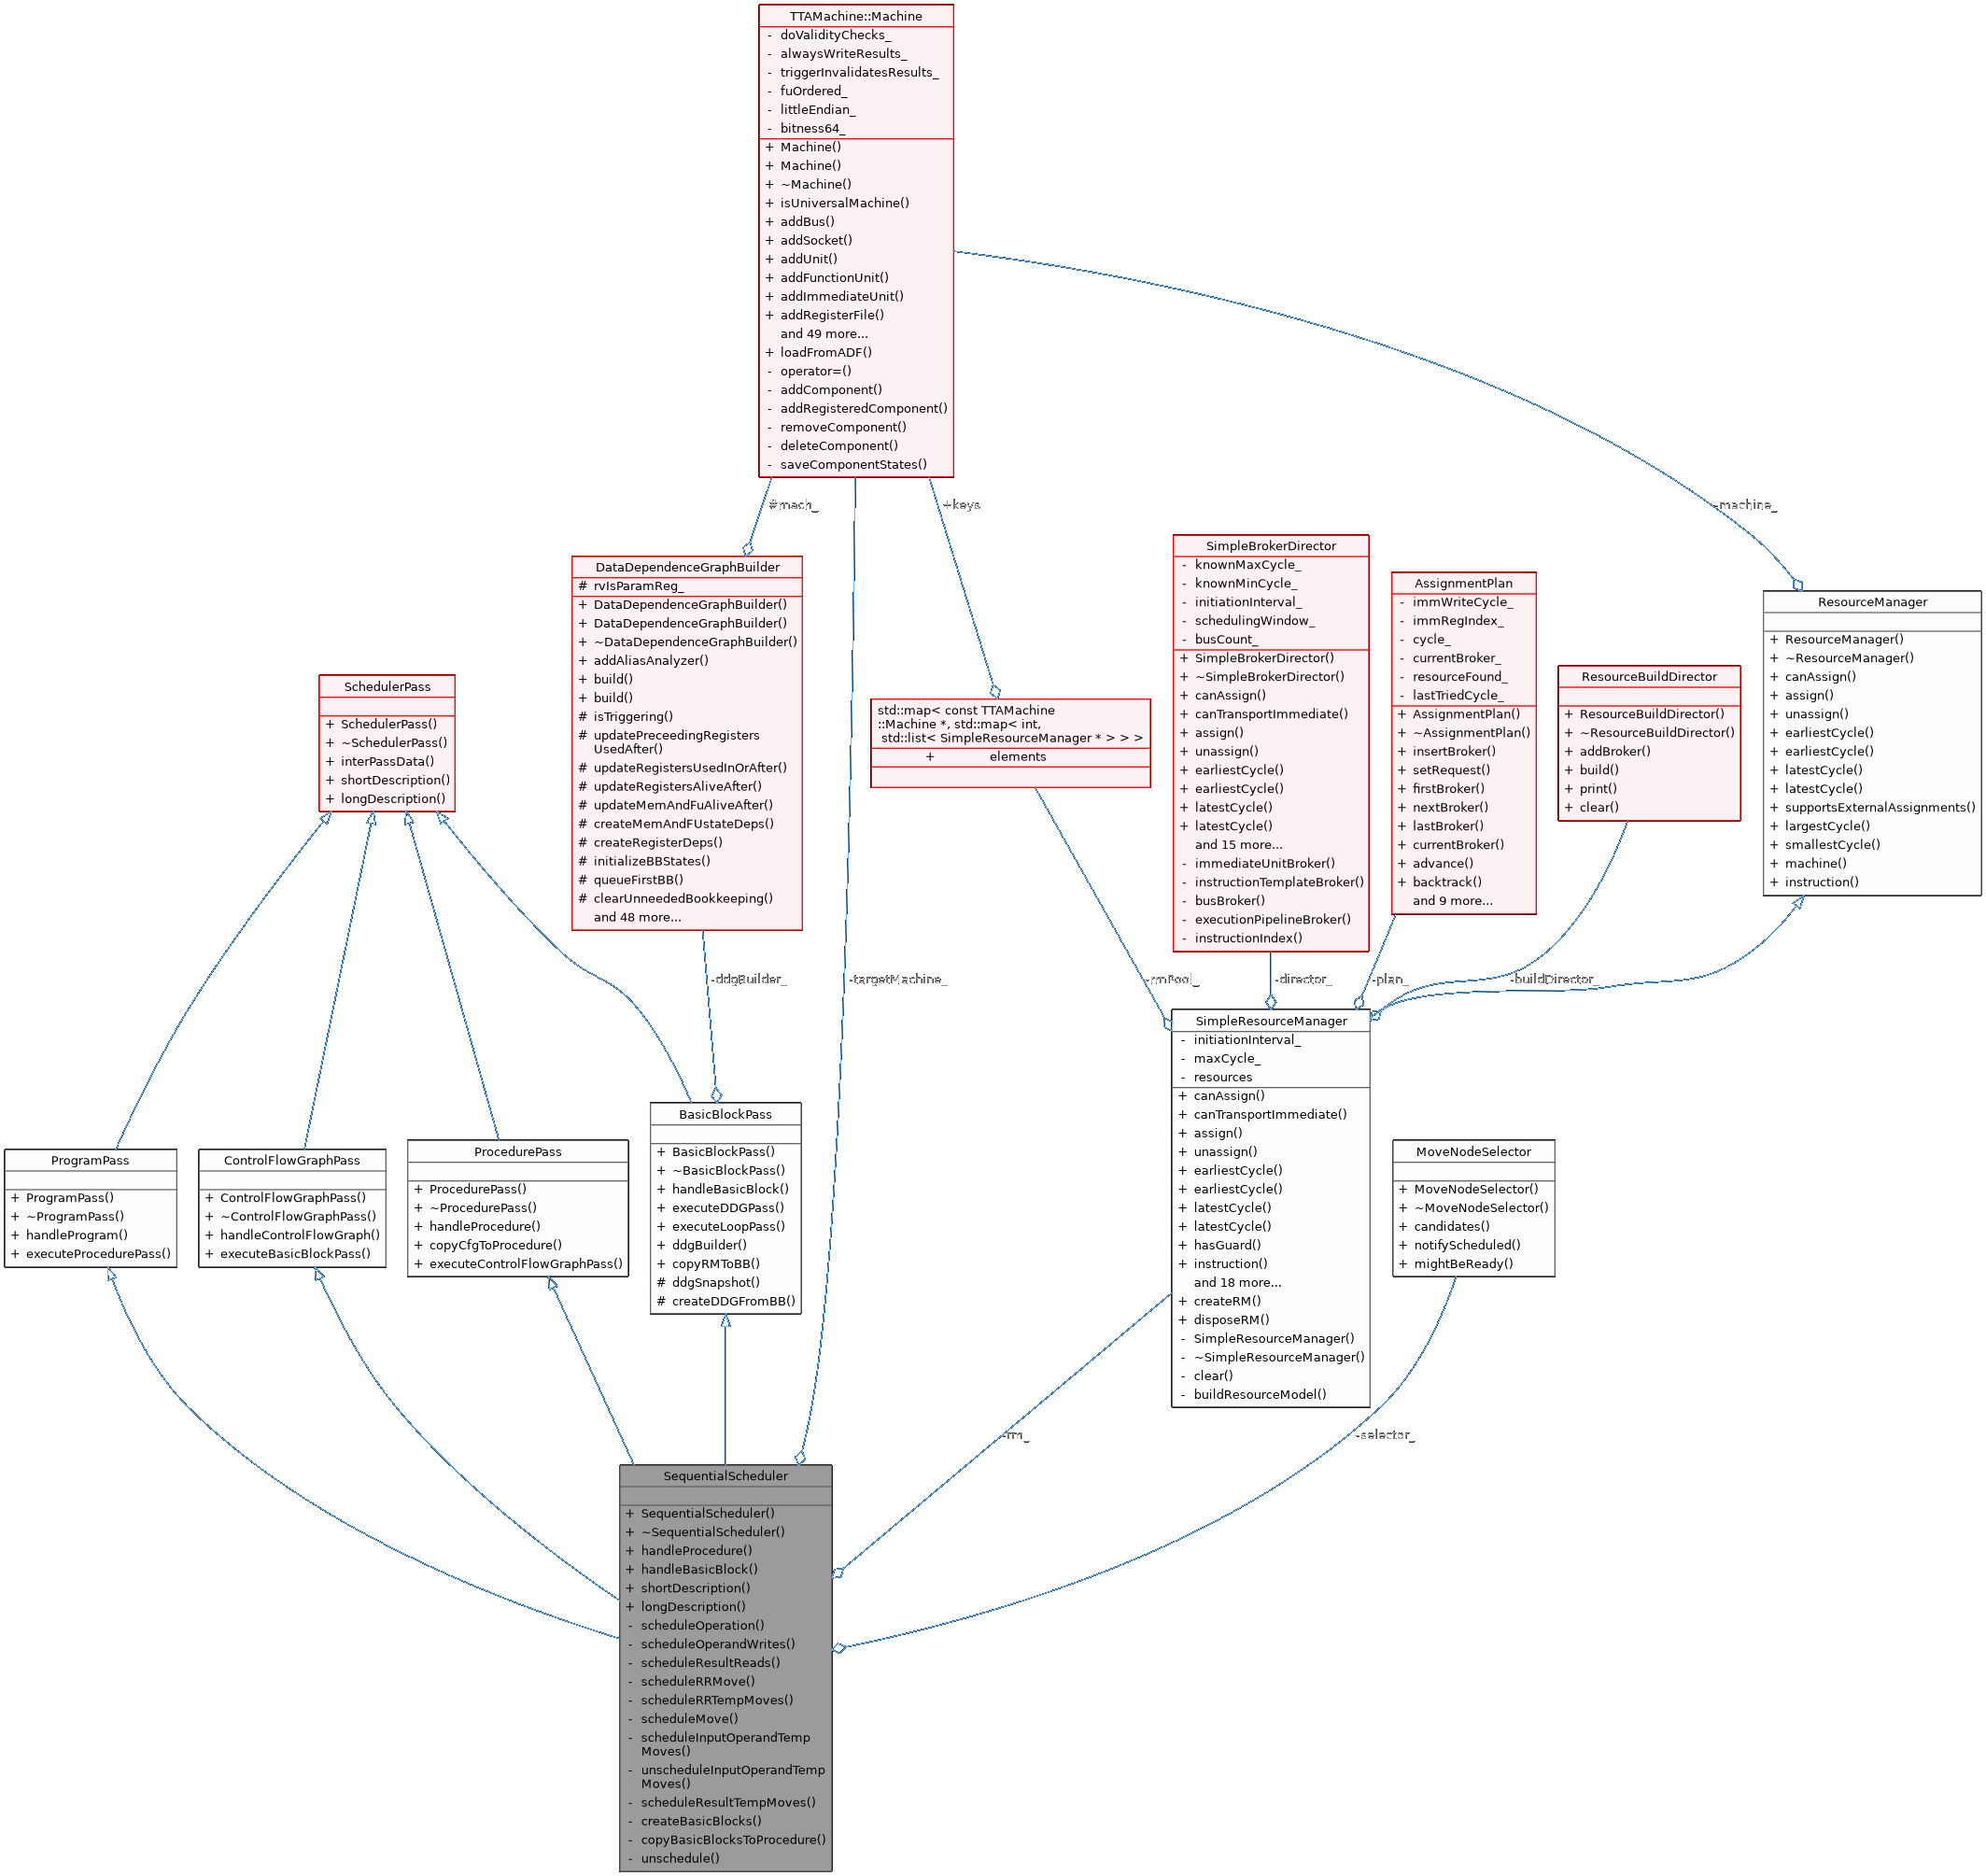 TTAMachine::Machine
- doValidityChecks_
- alwaysWriteResults_
- triggerInvalidatesResults_
- fuOrdered_
- littleEndian_
- bitness64_
+ Machine()
+ Machine()
+ ~Machine()
+ isUniversalMachine()
+ addBus()
+ addSocket()
+ addUnit()
+ addFunctionUnit()
+ addImmediateUnit()
+ addRegisterFile()
and 49 more...
+ loadFromADF()
- operator=()
- addComponent()
- addRegisteredComponent()
- removeComponent()
- deleteComponent()
- saveComponentStates()
#mach_
+keys
-machine_
DataDependenceGraphBuilder
# rvIsParamReg_
+ DataDependenceGraphBuilder()
+ DataDependenceGraphBuilder()
+ ~DataDependenceGraphBuilder()
+ addAliasAnalyzer()
+ build()
+ build()
# isTriggering()
# updatePreceedingRegisters
UsedAfter()
# updateRegistersUsedInOrAfter()
# updateRegistersAliveAfter()
# updateMemAndFuAliveAfter()
# createMemAndFUstateDeps()
# createRegisterDeps()
# initializeBBStates()
# queueFirstBB()
# clearUnneededBookkeeping()
and 48 more...
SimpleBrokerDirector
- knownMaxCycle_
- knownMinCycle_
- initiationInterval_
- schedulingWindow_
- busCount_
+ SimpleBrokerDirector()
+ ~SimpleBrokerDirector()
+ canAssign()
+ canTransportImmediate()
+ assign()
+ unassign()
+ earliestCycle()
+ earliestCycle()
+ latestCycle()
+ latestCycle()
and 15 more...
- immediateUnitBroker()
- instructionTemplateBroker()
- busBroker()
- executionPipelineBroker()
- instructionIndex()
AssignmentPlan
- immWriteCycle_
- immRegIndex_
- cycle_
- currentBroker_
- resourceFound_
- lastTriedCycle_
+ AssignmentPlan()
+ ~AssignmentPlan()
+ insertBroker()
+ setRequest()
+ firstBroker()
+ nextBroker()
+ lastBroker()
+ currentBroker()
+ advance()
+ backtrack()
and 9 more...
ResourceBuildDirector
+ ResourceBuildDirector()
+ ~ResourceBuildDirector()
+ addBroker()
+ build()
+ print()
+ clear()
ResourceManager
+ ResourceManager()
+ ~ResourceManager()
+ canAssign()
+ assign()
+ unassign()
+ earliestCycle()
+ earliestCycle()
+ latestCycle()
+ latestCycle()
+ supportsExternalAssignments()
+ largestCycle()
+ smallestCycle()
+ machine()
+ instruction()
SchedulerPass
+ SchedulerPass()
+ ~SchedulerPass()
+ interPassData()
+ shortDescription()
+ longDescription()
std::map< const TTAMachine
::Machine *, std::map< int,
std::list< SimpleResourceManager * > > >
+ elements
-ddgBuilder_
-targetMachine_
-rmPool_
-director_
-plan_
-buildDirector_
SimpleResourceManager
- initiationInterval_
- maxCycle_
- resources
+ canAssign()
+ canTransportImmediate()
+ assign()
+ unassign()
+ earliestCycle()
+ earliestCycle()
+ latestCycle()
+ latestCycle()
+ hasGuard()
+ instruction()
and 18 more...
+ createRM()
+ disposeRM()
- SimpleResourceManager()
- ~SimpleResourceManager()
- clear()
- buildResourceModel()
ProgramPass
+ ProgramPass()
+ ~ProgramPass()
+ handleProgram()
+ executeProcedurePass()
ControlFlowGraphPass
+ ControlFlowGraphPass()
+ ~ControlFlowGraphPass()
+ handleControlFlowGraph()
+ executeBasicBlockPass()
ProcedurePass
+ ProcedurePass()
+ ~ProcedurePass()
+ handleProcedure()
+ copyCfgToProcedure()
+ executeControlFlowGraphPass()
BasicBlockPass
+ BasicBlockPass()
+ ~BasicBlockPass()
+ handleBasicBlock()
+ executeDDGPass()
+ executeLoopPass()
+ ddgBuilder()
+ copyRMToBB()
# ddgSnapshot()
# createDDGFromBB()
MoveNodeSelector
+ MoveNodeSelector()
+ ~MoveNodeSelector()
+ candidates()
+ notifyScheduled()
+ mightBeReady()
-rm_
-selector_
SequentialScheduler
+ SequentialScheduler()
+ ~SequentialScheduler()
+ handleProcedure()
+ handleBasicBlock()
+ shortDescription()
+ longDescription()
- scheduleOperation()
- scheduleOperandWrites()
- scheduleResultReads()
- scheduleRRMove()
- scheduleRRTempMoves()
- scheduleMove()
- scheduleInputOperandTemp
Moves()
- unscheduleInputOperandTemp
Moves()
- scheduleResultTempMoves()
- createBasicBlocks()
- copyBasicBlocksToProcedure()
- unschedule()